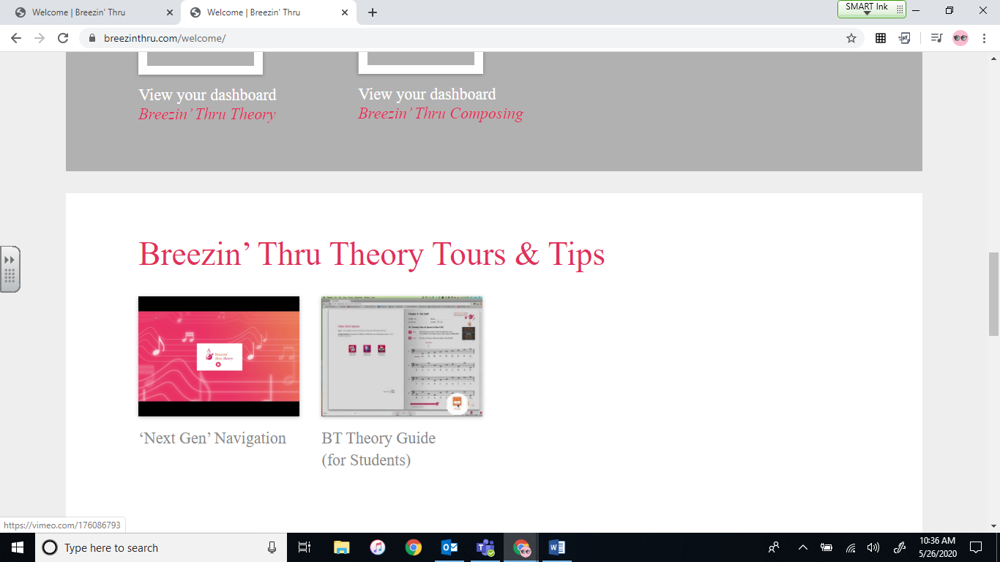 Welcome | Breezin' Thru
Welcome | Breezin' Thru
SMART Ink
breezinthru.com/welcome/
View your dashboard
Breezin’ Thru Theory
View your dashboard
Breezin’ Thru Composing
Breezin’ Thru Theory Tours & Tips
breezin'
thru theory
‘Next Gen’ Navigation
BT Theory Guide
(for Students)
https://vimeo.com/176086793
Type here to search
10:36 AM
5/26/2020